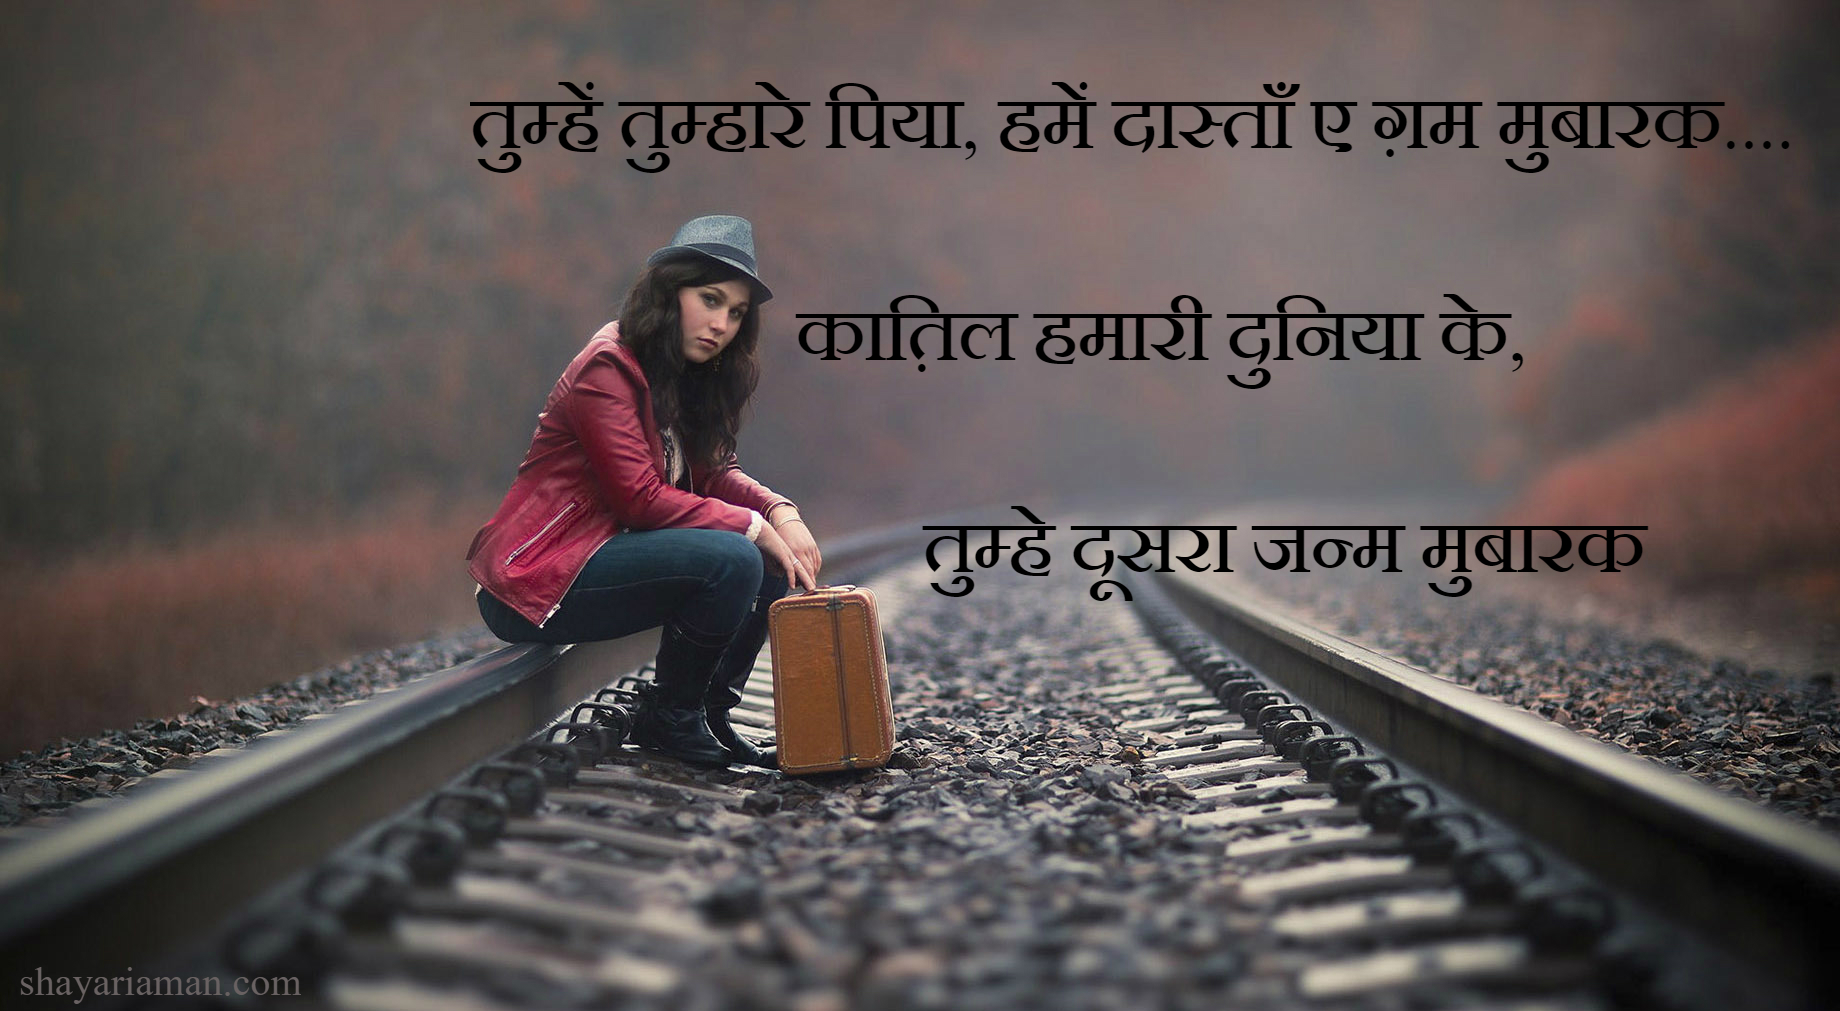 तुम्हें तुम्हारे पिया, हमें दास्ताँ ए ग़म मुबारक....
कात़िल हमारी दुनिया के,
तुम्हे दूसरा जन्म मुबारक
shayariaman.com